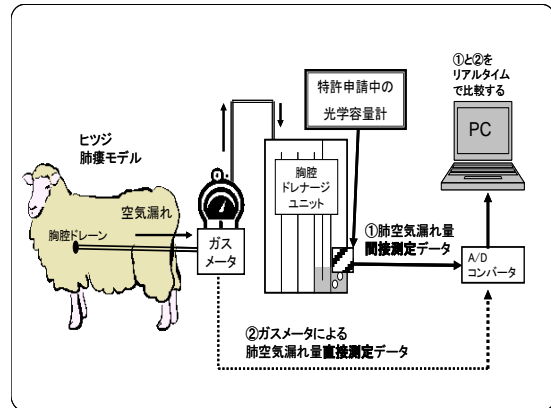 ヒツジ
肺瘻モデル
空気漏れ
胸腔ドレーン
ガス
メータ
胸腔
ドレナージ
ユニット
特許申請中の
光学容量計
①と②を
リアルタイム
で比較する
PC
①肺空気漏れ量
間接測定データ
A/D
コンバータ
②ガスメータによる
肺空気漏れ量直接測定データ